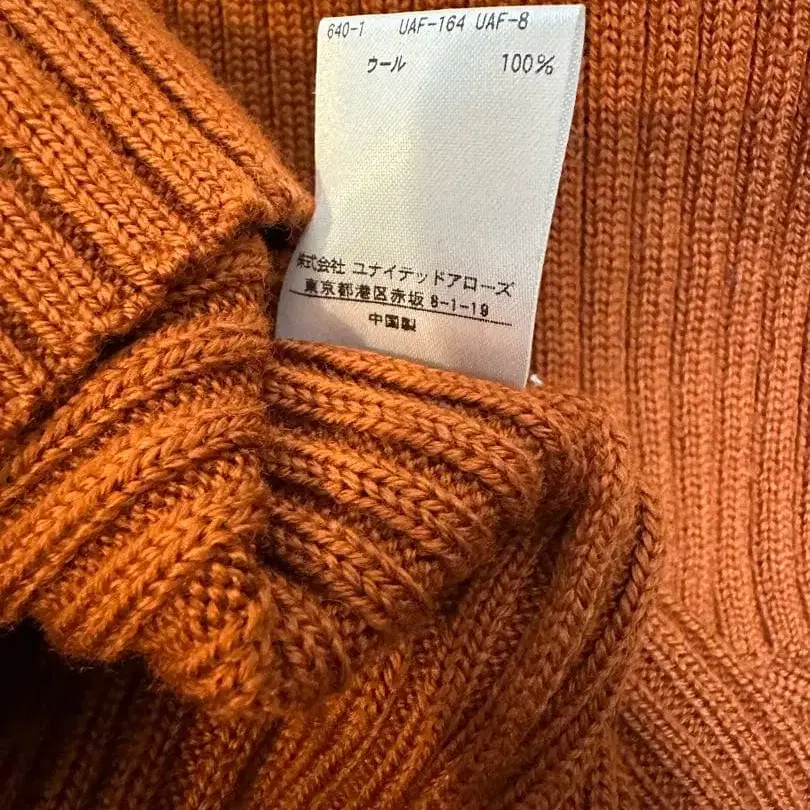 640-1 UAF-164 UAF-8
ウール 100%
株式会社 ユナイテッドアローズ
東京都港区赤坂 8-1-19
中国製